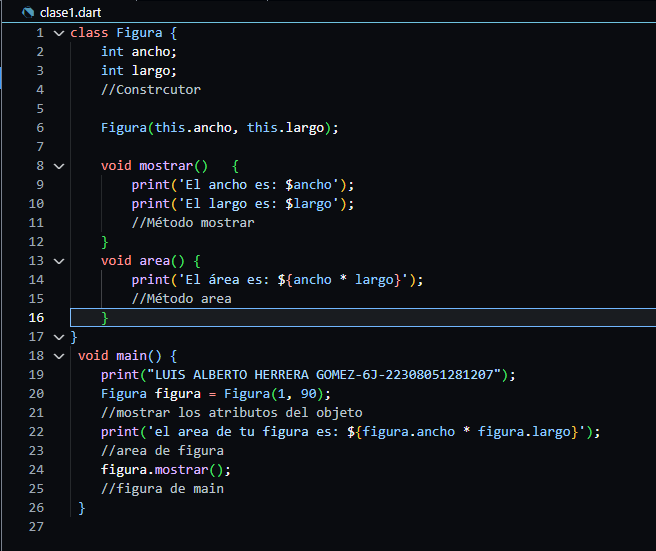 clase1.dart
1 class Figura {
2 int ancho;
3 int largo;
4 //Constrcutor
5
6 Figura(this.ancho, this.largo);
7
8 void mostrar()   {
9 print('El ancho es: $ancho');
10 print('El largo es: $largo');
11 //Método mostrar
12 }
13 void area() {
14 print('El área es: ${ancho * largo}');
15 //Método area
16 }
17 }
18 void main() {
19 print("LUIS ALBERTO HERRERA GOMEZ-6J-22308051281207");
20 Figura figura = Figura(1, 90);
21 //mostrar los atributos del objeto
22 print('el area de tu figura es: ${figura.ancho * figura.largo}');
23 //area de figura
24 figura.mostrar();
25 //figura de main
26 }
27